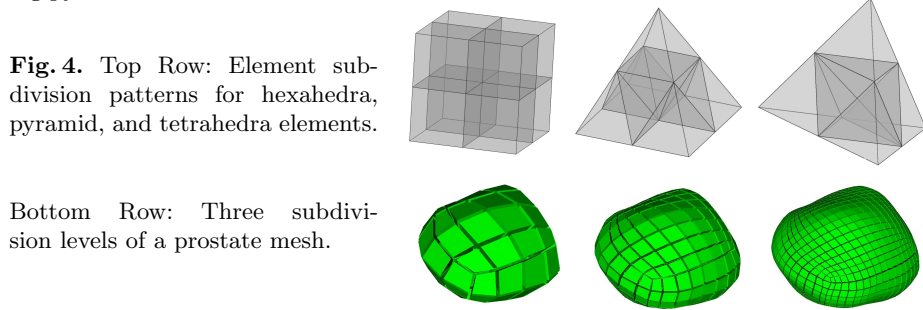 Fig. 4. Top Row: Element sub-
division patterns for hexahedra,
pyramid, and tetrahedra elements.
Bottom Row: Three subdivi-
sion levels of a prostate mesh.